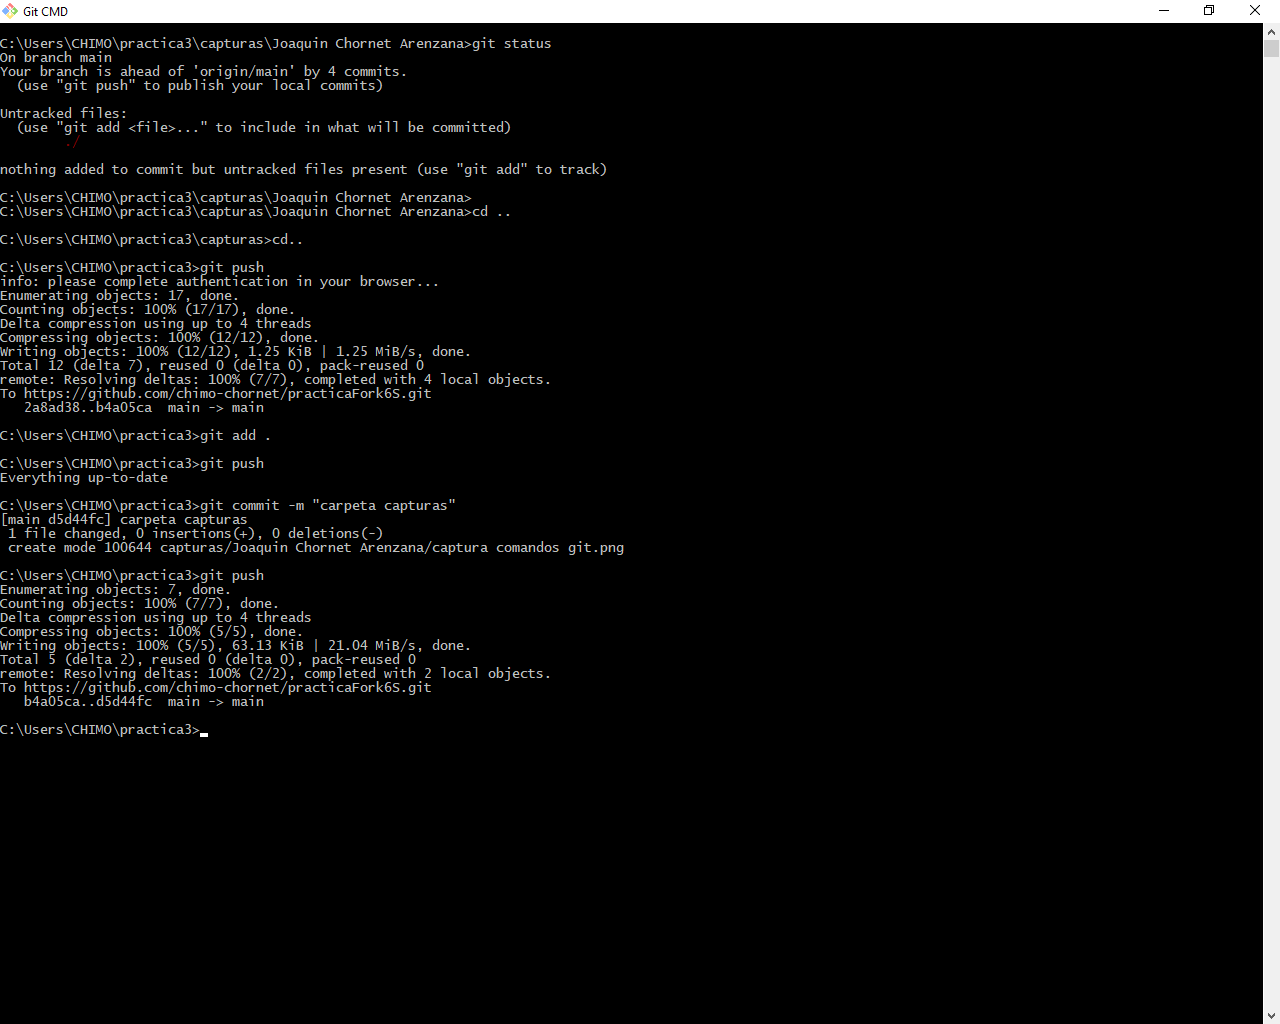 Git CMD
C:\Users\CHIMO\practica3\capturas\Joaquin Chornet Arenzana>git status
On branch main
Your branch is ahead of 'origin/main' by 4 commits.
  (use "git push" to publish your local commits)
Untracked files:
  (use "git add <file>..." to include in what will be committed)
        ./
nothing added to commit but untracked files present (use "git add" to track)
C:\Users\CHIMO\practica3\capturas\Joaquin Chornet Arenzana>
C:\Users\CHIMO\practica3\capturas\Joaquin Chornet Arenzana>cd ..
C:\Users\CHIMO\practica3\capturas>cd..
C:\Users\CHIMO\practica3>git push
info: please complete authentication in your browser...
Enumerating objects: 17, done.
Counting objects: 100% (17/17), done.
Delta compression using up to 4 threads
Compressing objects: 100% (12/12), done.
Writing objects: 100% (12/12), 1.25 KiB | 1.25 MiB/s, done.
Total 12 (delta 7), reused 0 (delta 0), pack-reused 0
remote: Resolving deltas: 100% (7/7), completed with 4 local objects.
To https://github.com/chimo-chornet/practicaFork6S.git
   2a8ad38..b4a05ca  main -> main
C:\Users\CHIMO\practica3>git add .
C:\Users\CHIMO\practica3>git push
Everything up-to-date
C:\Users\CHIMO\practica3>git commit -m "carpeta capturas"
[main d5d44fc] carpeta capturas
 1 file changed, 0 insertions(+), 0 deletions(-)
 create mode 100644 capturas/Joaquin Chornet Arenzana/captura comandos git.png
C:\Users\CHIMO\practica3>git push
Enumerating objects: 7, done.
Counting objects: 100% (7/7), done.
Delta compression using up to 4 threads
Compressing objects: 100% (5/5), done.
Writing objects: 100% (5/5), 63.13 KiB | 21.04 MiB/s, done.
Total 5 (delta 2), reused 0 (delta 0), pack-reused 0
remote: Resolving deltas: 100% (2/2), completed with 2 local objects.
To https://github.com/chimo-chornet/practicaFork6S.git
   b4a05ca..d5d44fc  main -> main
C:\Users\CHIMO\practica3>